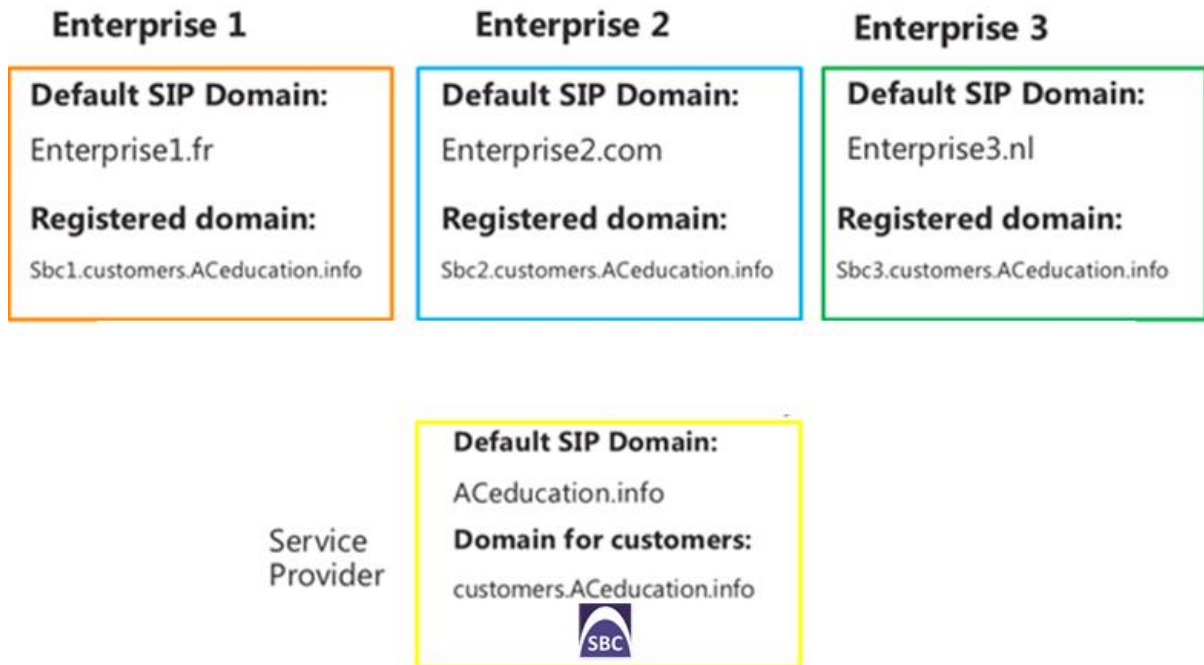 Enterprise 1
Default SIP Domain:
Enterprise1.fr
Registered domain:
Sbc1.customers.ACeducation.info
Enterprise 2
Default SIP Domain:
Enterprise2.com
Registered domain:
Sbc2.customers.ACeducation.info
Enterprise 3
Default SIP Domain:
Enterprise3.nl
Registered domain:
Sbc3.customers.ACeducation.info
Service
Provider
Default SIP Domain:
ACeducation.info
Domain for customers:
customers.ACeducation.info
SBC